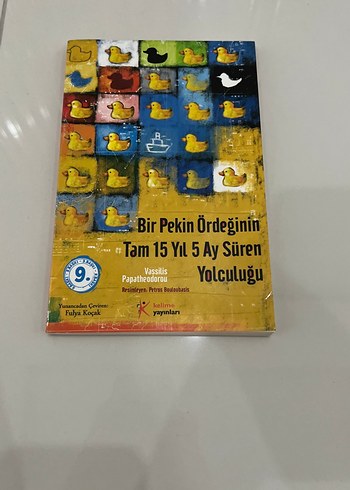 Bir Pekin Ördeğinin
Tam 15 Yıl 5 Ay Süren
Yolculuğu
Vassilis
Papatheodorou
Resimleyen: Petros Bouloubasis
9.
Yunancadan Çeviren:
Fulya Koçak
kelime
yayınları